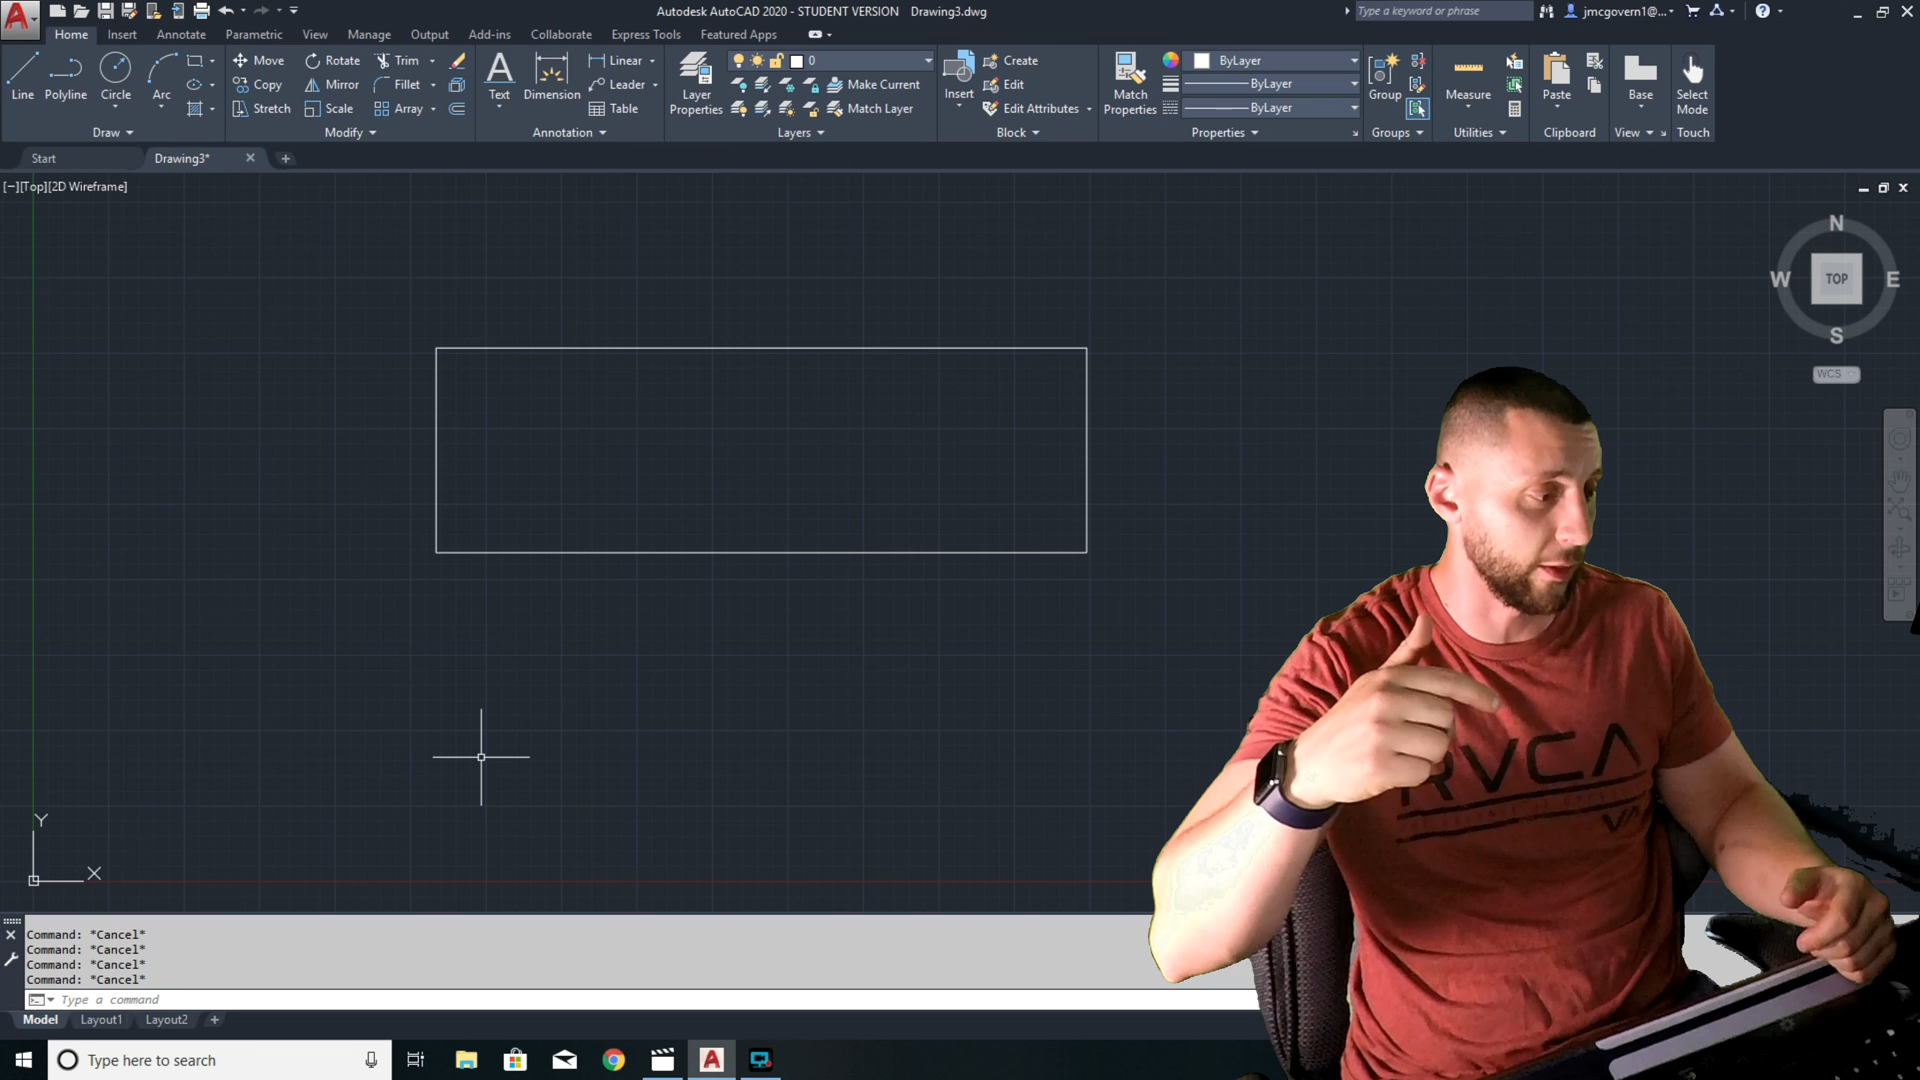 Autodesk AutoCAD 2020 - STUDENT VERSION Drawing3.dwg
Type a keyword or phrase
jmcgovern1@...
Home Insert Annotate Parametric View Manage Output Add-ins Collaborate Express Tools Featured Apps
Line Polyline Circle Arc
Move Rotate Trim
Copy Mirror Fillet
Stretch Scale Array
Text Dimension
Linear
Leader
Table
Layer Properties
0
Make Current
Match Layer
Insert
Create
Edit
Edit Attributes
Match Properties
ByLayer
ByLayer
ByLayer
Group
Measure
Paste
Base
Select Mode
Draw Modify Annotation Layers Block Properties Groups Utilities Clipboard View Touch
Start Drawing3*
[−][Top][2D Wireframe]
N
W TOP E
S
WCS
RVCA
VA
Y
X
Command: *Cancel*
Command: *Cancel*
Command: *Cancel*
Command: *Cancel*
Type a command
Model Layout1 Layout2
Type here to search